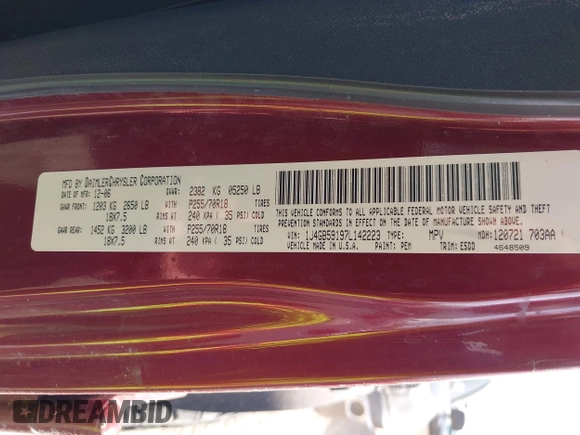 MFD BY DAIMLERCHRYSLER CORPORATION
DATE OF MFR 12-06 GVWR: 2382 KG 05250 LB
GAWR FRONT: 1203 KG 2650 LB WITH P255/70R18 TIRES
18X7.5 RIMS AT 240 KPA ( 35 PSI) COLD
GAWR REAR: 1452 KG 3200 LB WITH P255/70R18 TIRES
18X7.5 RIMS AT 240 KPA ( 35 PSI) COLD
THIS VEHICLE CONFORMS TO ALL APPLICABLE FEDERAL MOTOR VEHICLE SAFETY AND THEFT
PREVENTION STANDARDS IN EFFECT ON THE DATE OF MANUFACTURE SHOWN ABOVE.
VIN: 1J4GB59197L142223 TYPE: MPV MDH: 120721 703AA
VEHICLE MADE IN U.S.A. PAINT: PEM TRIM: E5DD 4648509
DREAMBID